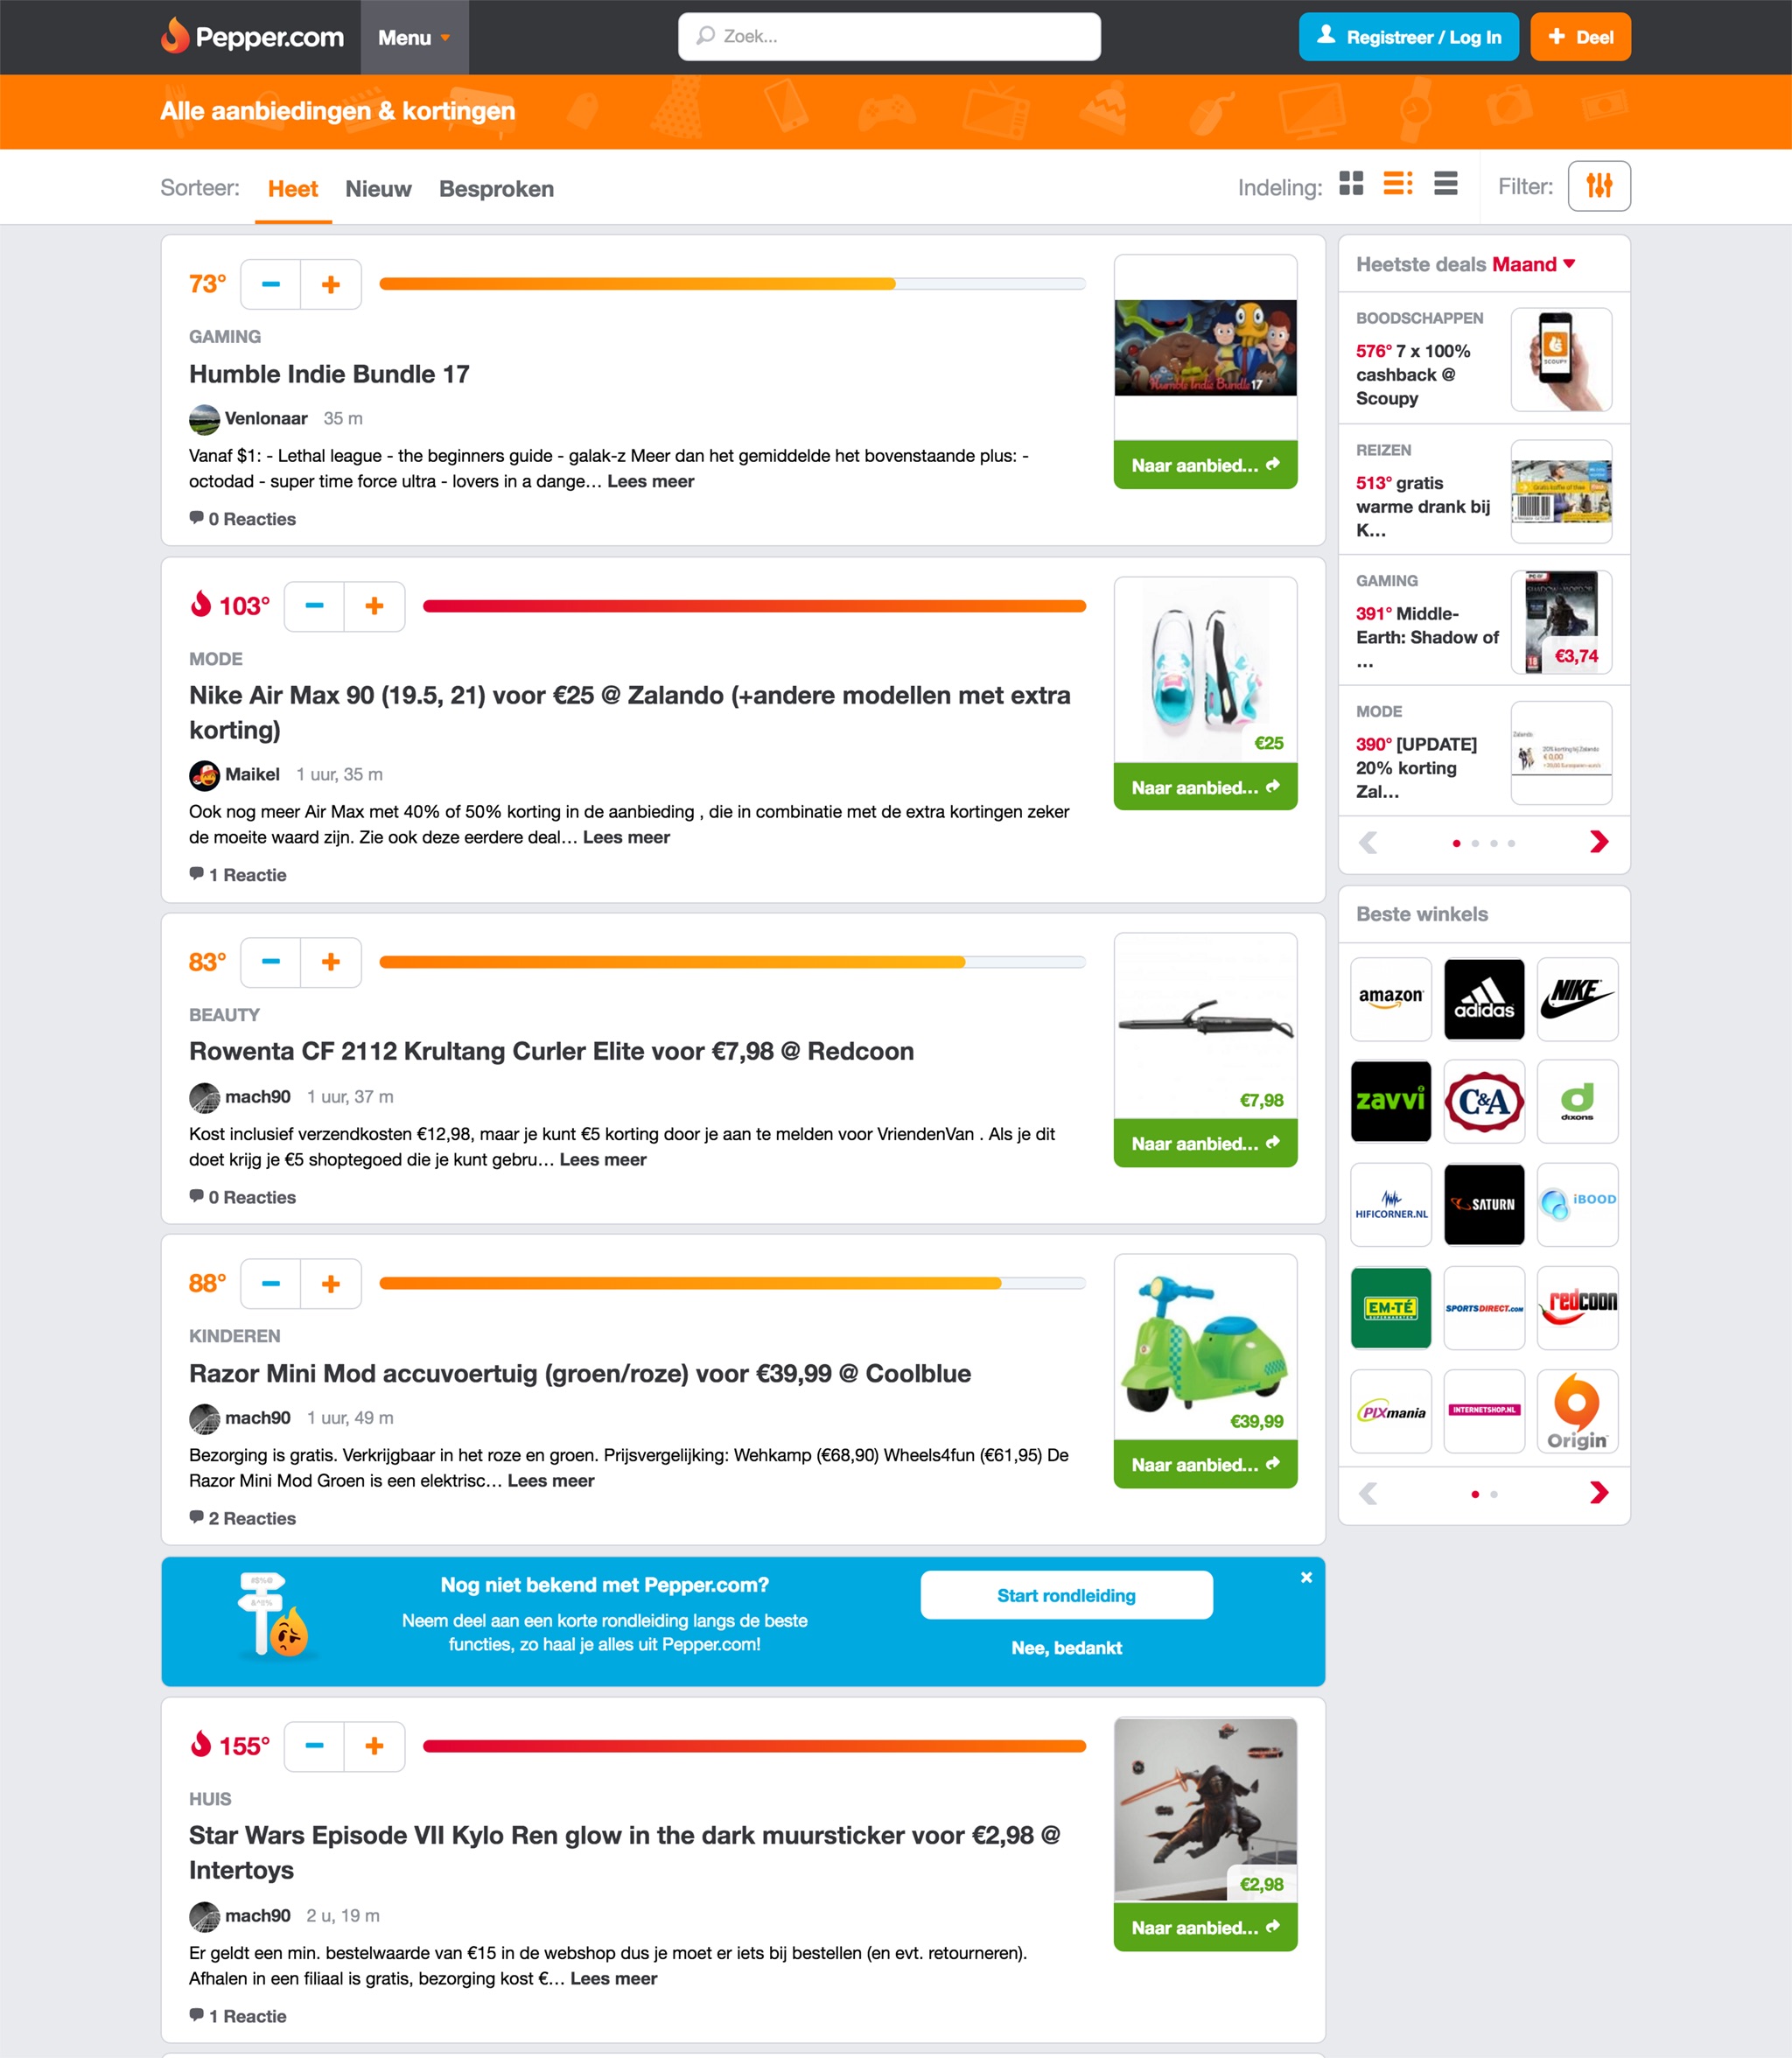 Pepper.com
Menu
Zoek...
Registreer / Log In
+ Deel
Alle aanbiedingen & kortingen
Sorteer: Heet Nieuw Besproken
Indeling:
Filter:
73°
GAMING
Humble Indie Bundle 17
Venlonaar 35 m
Vanaf $1: - Lethal league - the beginners guide - galak-z Meer dan het gemiddelde het bovenstaande plus: -
octodad - super time force ultra - lovers in a dange... Lees meer
0 Reacties
Humble Indie Bundle 17
Naar aanbied...
103°
MODE
Nike Air Max 90 (19.5, 21) voor €25 @ Zalando (+andere modellen met extra
korting)
Maikel 1 uur, 35 m
Ook nog meer Air Max met 40% of 50% korting in de aanbieding , die in combinatie met de extra kortingen zeker
de moeite waard zijn. Zie ook deze eerdere deal... Lees meer
1 Reactie
€25
Naar aanbied...
83°
BEAUTY
Rowenta CF 2112 Krultang Curler Elite voor €7,98 @ Redcoon
mach90 1 uur, 37 m
Kost inclusief verzendkosten €12,98, maar je kunt €5 korting door je aan te melden voor VriendenVan . Als je dit
doet krijg je €5 shoptegoed die je kunt gebru... Lees meer
0 Reacties
€7,98
Naar aanbied...
88°
KINDEREN
Razor Mini Mod accuvoertuig (groen/roze) voor €39,99 @ Coolblue
mach90 1 uur, 49 m
Bezorging is gratis. Verkrijgbaar in het roze en groen. Prijsvergelijking: Wehkamp (€68,90) Wheels4fun (€61,95) De
Razor Mini Mod Groen is een elektrisc... Lees meer
2 Reacties
€39,99
Naar aanbied...
Nog niet bekend met Pepper.com?
Neem deel aan een korte rondleiding langs de beste
functies, zo haal je alles uit Pepper.com!
Start rondleiding
Nee, bedankt
155°
HUIS
Star Wars Episode VII Kylo Ren glow in the dark muursticker voor €2,98 @
Intertoys
mach90 2 u, 19 m
Er geldt een min. bestelwaarde van €15 in de webshop dus je moet er iets bij bestellen (en evt. retourneren).
Afhalen in een filiaal is gratis, bezorging kost €... Lees meer
1 Reactie
€2,98
Naar aanbied...
Heetste deals Maand
BOODSCHAPPEN
576° 7 x 100%
cashback @
Scoupy
SCOUPY
REIZEN
513° gratis
warme drank bij
K...
GAMING
391° Middle-
Earth: Shadow of
...
€3,74
MODE
390° [UPDATE]
20% korting
Zal...
Beste winkels
amazon
adidas
NIKE
zavvi
C&A
d
dixons
HIFICORNER.NL
SATURN
iBOOD
EM-TÉ
SPORTSDIRECT.COM
redcoon
PIXmania
INTERNETSHOP.NL
Origin